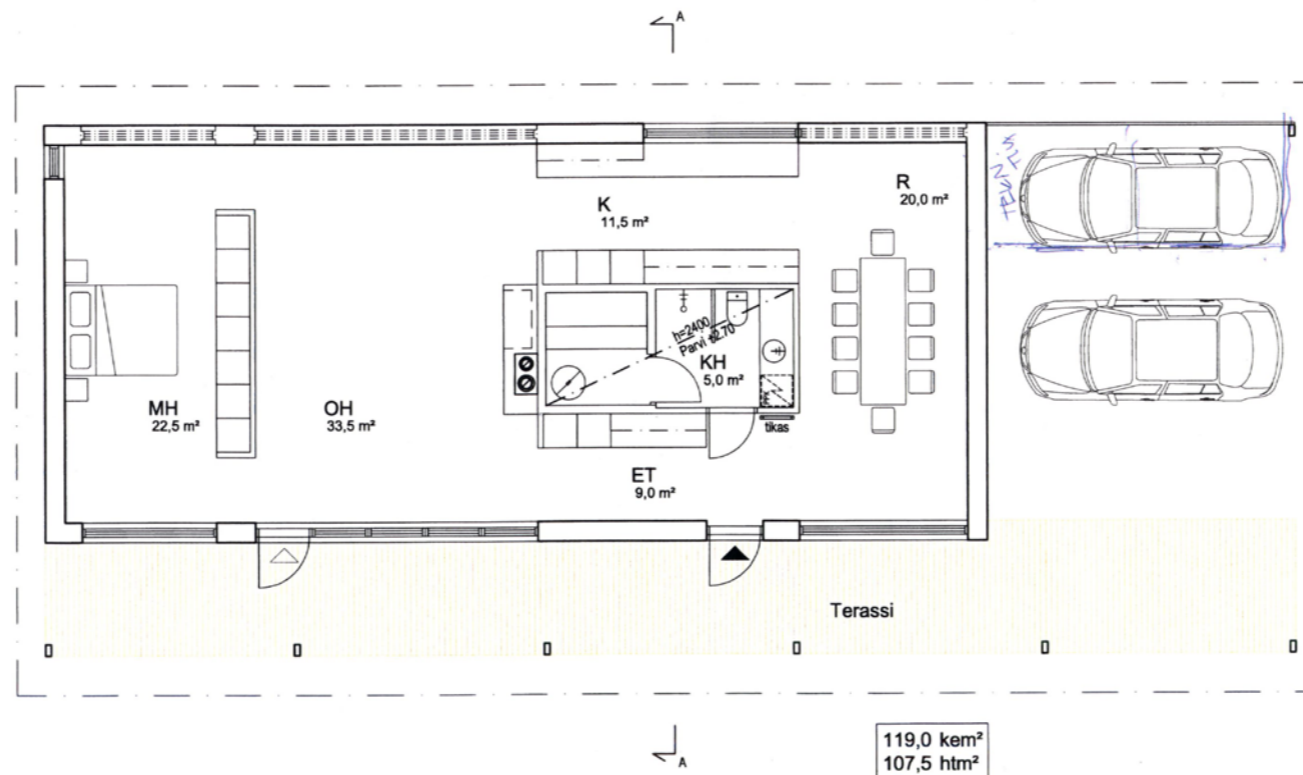 A
R
20,0 m²
K
11,5 m²
h=2400
Parvi
KH
5,0 m²
MH
22,5 m²
OH
33,5 m²
tikas
ET
9,0 m²
Terassi
A
119,0 kem²
107,5 htm²